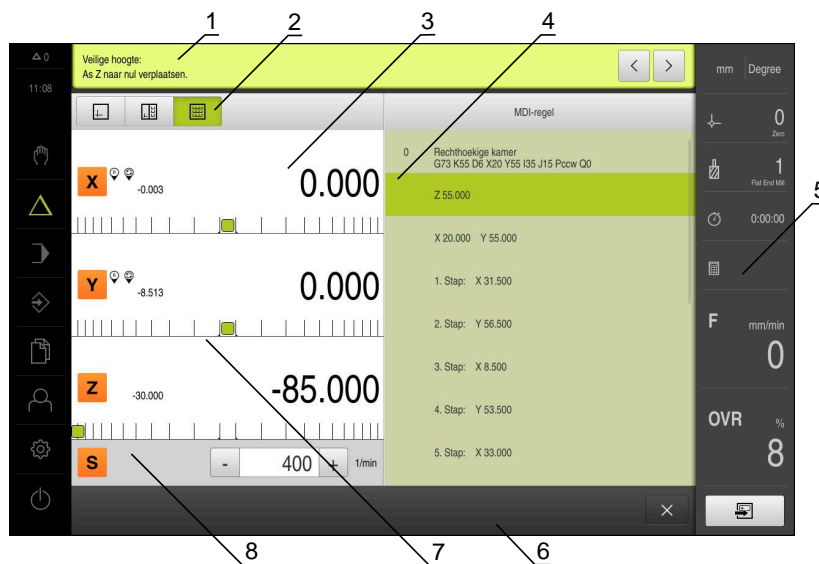 1
2
3
4
0
11:08
Veilige hoogte:
As Z naar nul verplaatsen.
mm Degree
MDI-regel
0 Zero
1 Flat End Mill
0:00:00
5
F mm/min
0
OVR %
8
X R -0.003 0.000
Y R -8.513 0.000
Z -30.000 -85.000
S - 400 + 1/min
0 Rechthoekige kamer
G73 K55 D6 X20 Y55 I35 J15 Pccw Q0
Z 55.000
X 20.000 Y 55.000
1. Stap: X 31.500
2. Stap: Y 56.500
3. Stap: X 8.500
4. Stap: Y 53.500
5. Stap: X 33.000
8
7
6